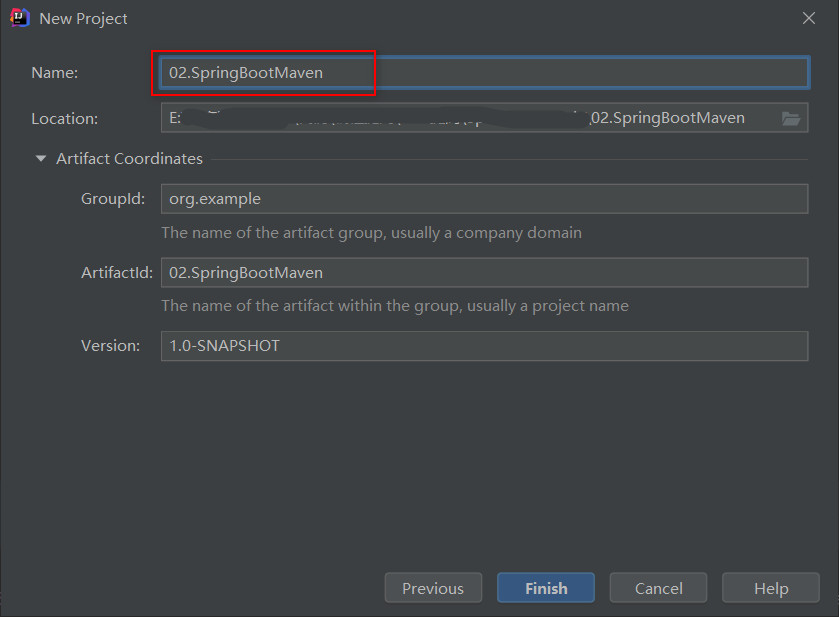 New Project
Name: 02.SpringBootMaven
Location: E: 02.SpringBootMaven
Artifact Coordinates
GroupId: org.example
The name of the artifact group, usually a company domain
ArtifactId: 02.SpringBootMaven
The name of the artifact within the group, usually a project name
Version: 1.0-SNAPSHOT
Previous Finish Cancel Help